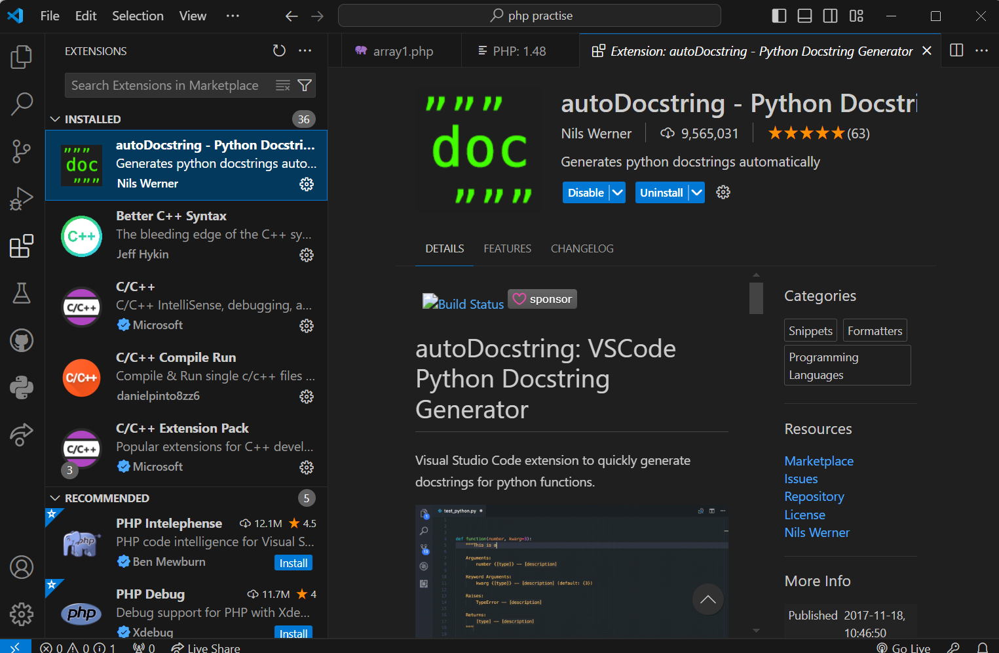 File Edit Selection View ··· php practise
EXTENSIONS
array1.php
PHP: 1.48
Extension: autoDocstring - Python Docstring Generator
Search Extensions in Marketplace
INSTALLED 36
""" doc """
autoDocstring - Python Docstri...
Generates python docstrings auto...
Nils Werner
C++
Better C++ Syntax
The bleeding edge of the C++ sy...
Jeff Hykin
C/C++
C/C++
C/C++ IntelliSense, debugging, a...
Microsoft
C/C++
C/C++ Compile Run
Compile & Run single c/c++ files ...
danielpinto8zz6
C/C++
3
C/C++ Extension Pack
Popular extensions for C++ devel...
Microsoft
RECOMMENDED 5
php
PHP Intelephense 12.1M ★ 4.5
PHP code intelligence for Visual S...
Ben Mewburn Install
php
PHP Debug 11.7M ★ 4
Debug support for PHP with Xde...
Xdebug Install
"""
doc
"""
autoDocstring - Python Docstri
Nils Werner 9,565,031 ★★★★★(63)
Generates python docstrings automatically
Disable Uninstall
DETAILS FEATURES CHANGELOG
Build Status sponsor
autoDocstring: VSCode
Python Docstring
Generator
Visual Studio Code extension to quickly generate
docstrings for python functions.
test_python.py
def function(number, kwarg=3):
"""This is a
Arguments:
number {[type]} -- [description]
Keyword Arguments:
kwarg {[type]} -- [description] (default: {3})
Raises:
TypeError -- [description]
Returns:
[type] -- [description]
"""
Categories
Snippets Formatters
Programming
Languages
Resources
Marketplace
Issues
Repository
License
Nils Werner
More Info
Published 2017-11-18,
10:46:50
0 0 1 0 Live Share Go Live